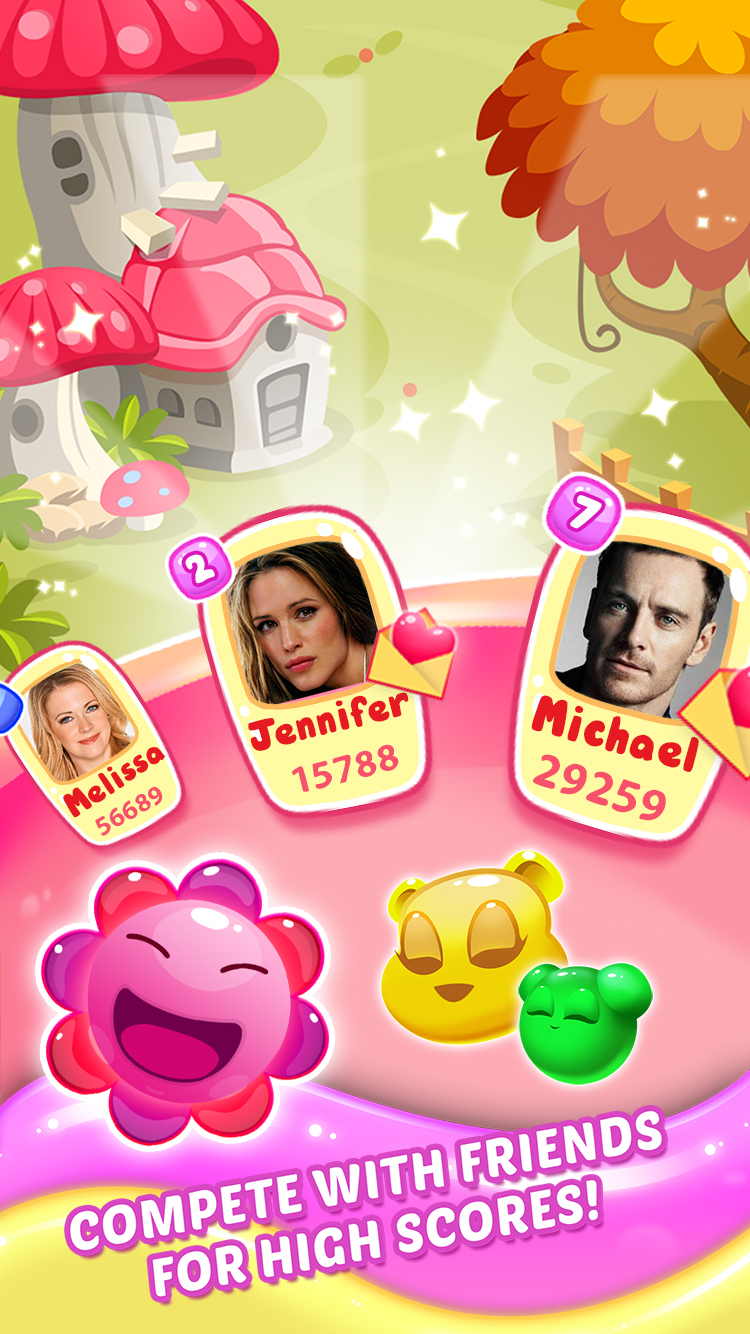 2
7
Melissa
56689
Jennifer
15788
Michael
29259
COMPETE WITH FRIENDS
FOR HIGH SCORES!